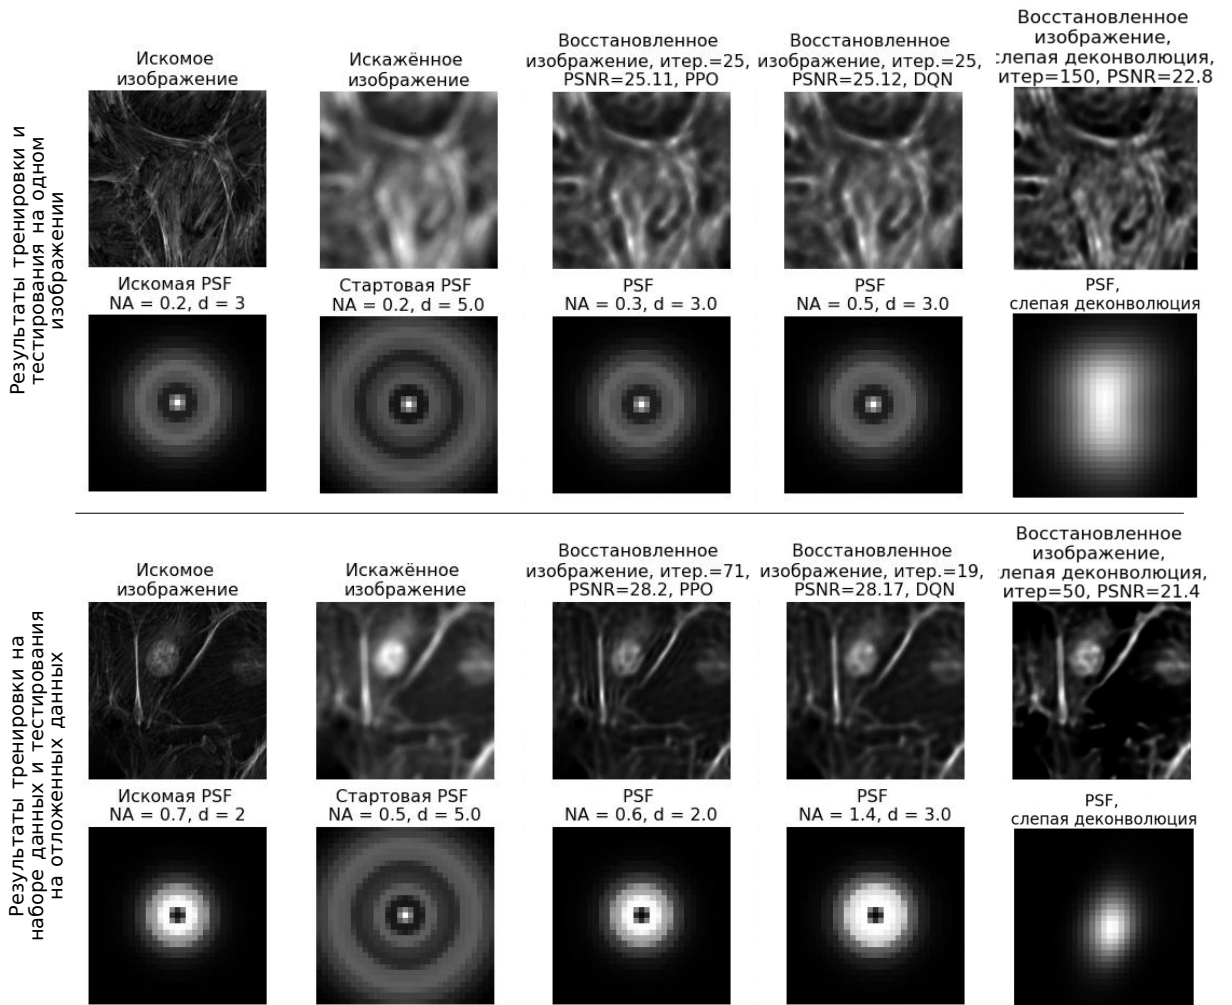 Результаты тренировки и
тестирования на одном
изображении
Искомое
изображение
Искажённое
изображение
Восстановленное
изображение, итер.=25,
PSNR=25.11, PPO
Восстановленное
изображение, итер.=25,
PSNR=25.12, DQN
Восстановленное
изображение,
слепая деконволюция,
итер=150, PSNR=22.8
Искомая PSF
NA = 0.2, d = 3
Стартовая PSF
NA = 0.2, d = 5.0
PSF
NA = 0.3, d = 3.0
PSF
NA = 0.5, d = 3.0
PSF,
слепая деконволюция
Результаты тренировки на
наборе данных и тестирования
на отложенных данных
Искомое
изображение
Искажённое
изображение
Восстановленное
изображение, итер.=71,
PSNR=28.2, PPO
Восстановленное
изображение, итер.=19,
PSNR=28.17, DQN
Восстановленное
изображение,
слепая деконволюция,
итер=50, PSNR=21.4
Искомая PSF
NA = 0.7, d = 2
Стартовая PSF
NA = 0.5, d = 5.0
PSF
NA = 0.6, d = 2.0
PSF
NA = 1.4, d = 3.0
PSF,
слепая деконволюция